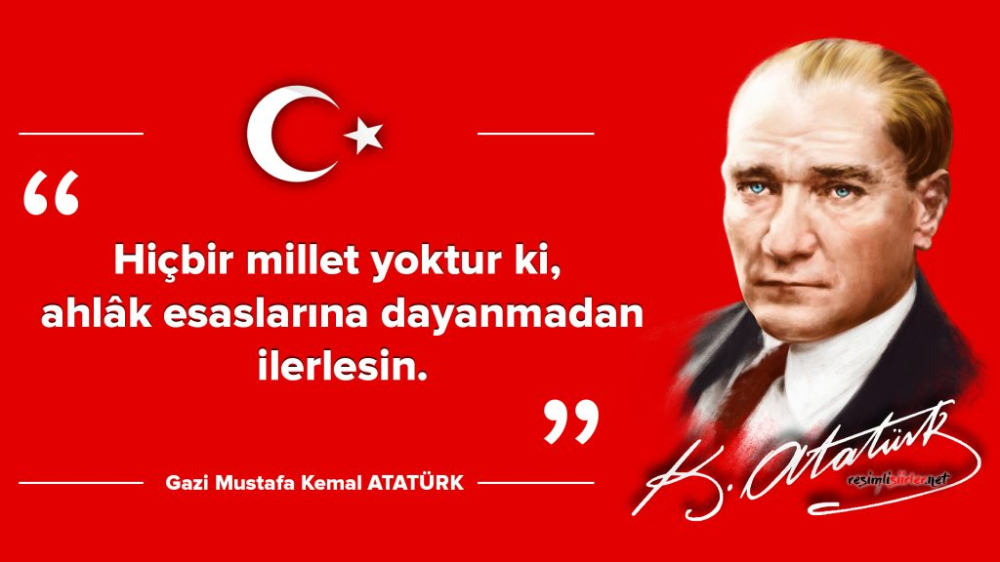 “
Hiçbir millet yoktur ki,
ahlâk esaslarına dayanmadan
ilerlesin.
”
Gazi Mustafa Kemal ATATÜRK
K. Atatürk
resimlisiirler.net